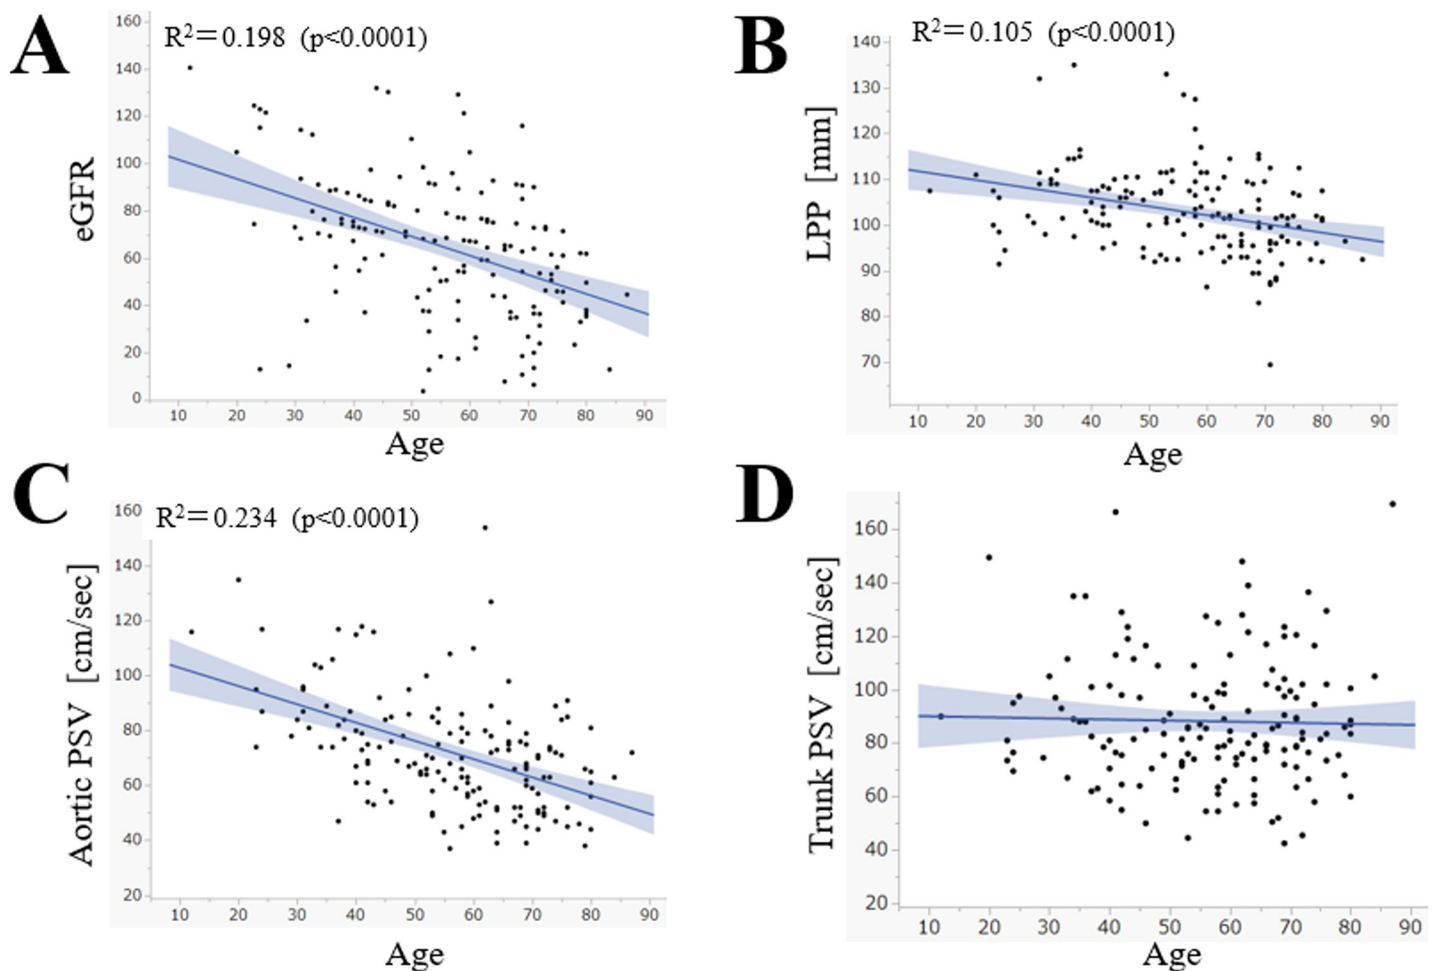 A
R²=0.198 (p<0.0001)
eGFR
160
140
120
100
80
60
40
20
0
10 20 30 40 50 60 70 80 90
Age
B
R²=0.105 (p<0.0001)
LPP [mm]
140
130
120
110
100
90
80
70
10 20 30 40 50 60 70 80 90
Age
C
R²=0.234 (p<0.0001)
Aortic PSV [cm/sec]
160
140
120
100
80
60
40
20
10 20 30 40 50 60 70 80 90
Age
D
Trunk PSV [cm/sec]
160
140
120
100
80
60
40
20
10 20 30 40 50 60 70 80 90
Age